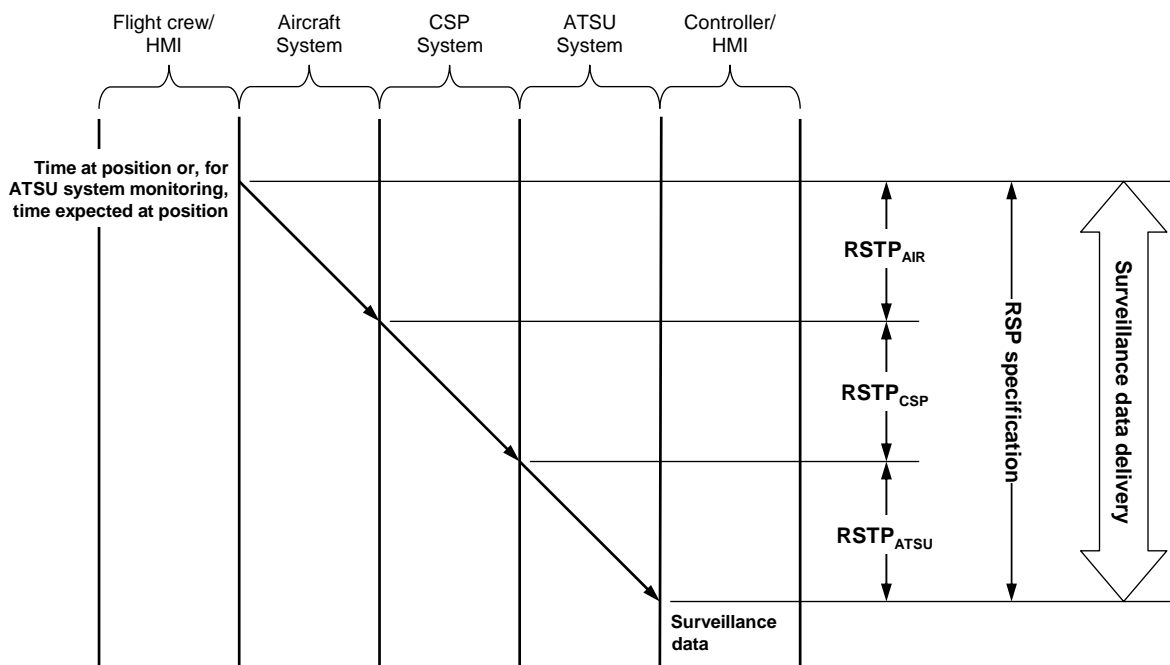 Flight crew/
HMI
Aircraft
System
CSP
System
ATSU
System
Controller/
HMI
Time at position or, for
ATSU system monitoring,
time expected at position
RSTPAIR
RSTPCSP
RSTPATSU
RSP specification
Surveillance data delivery
Surveillance
data